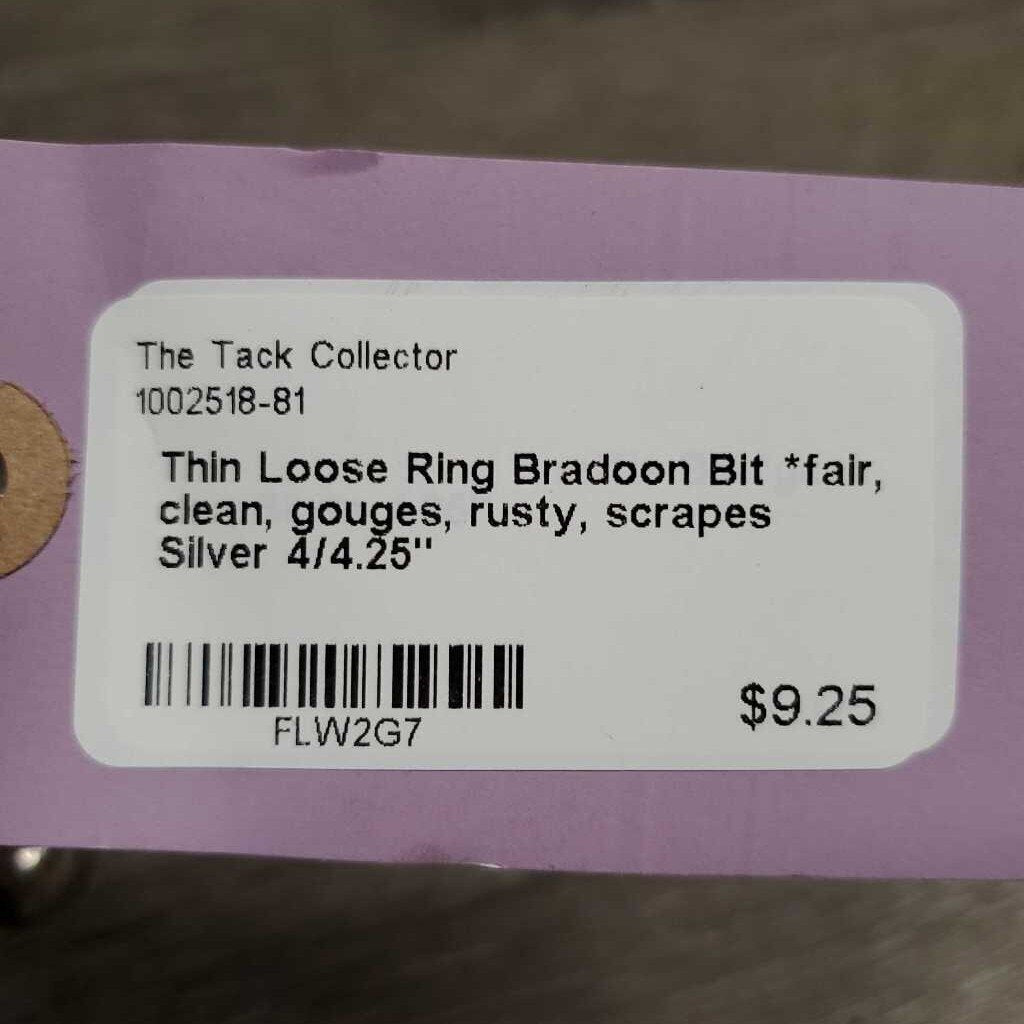 The Tack Collector
1002518-81
Thin Loose Ring Bradoon Bit *fair,
clean, gouges, rusty, scrapes
Silver 4/4.25"
FLW2G7
$9.25